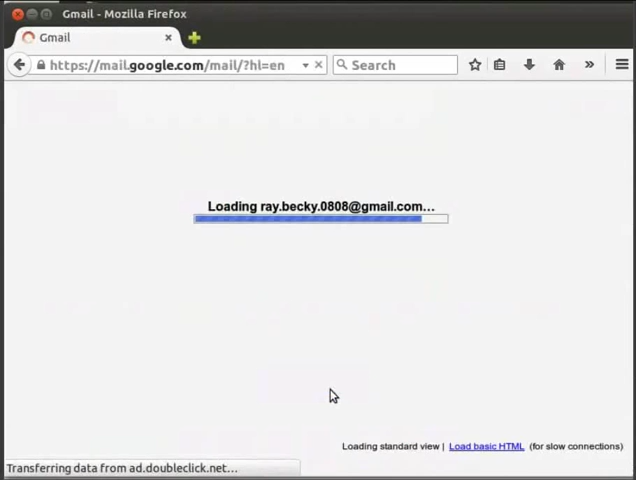 Gmail - Mozilla Firefox
Gmail
https://mail.google.com/mail/?hl=en
Search
Loading ray.becky.0808@gmail.com...
Loading standard view | Load basic HTML (for slow connections)
Transferring data from ad.doubleclick.net...